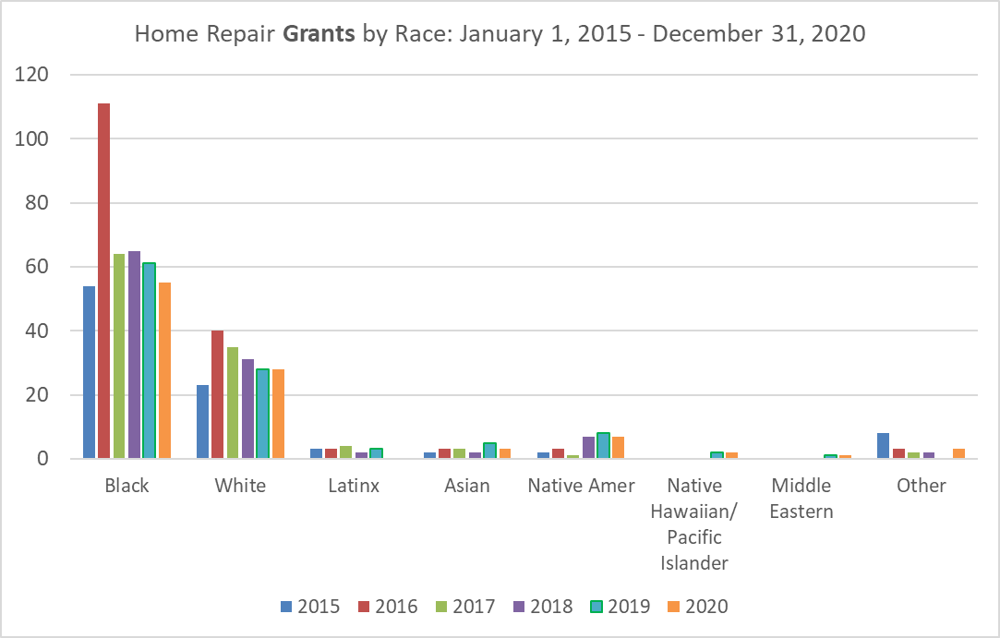 Home Repair Grants by Race: January 1, 2015 - December 31, 2020
120
100
80
60
40
20
0
Black
White
Latinx
Asian
Native Amer
Native
Hawaiian/
Pacific
Islander
Middle
Eastern
Other
2015
2016
2017
2018
2019
2020